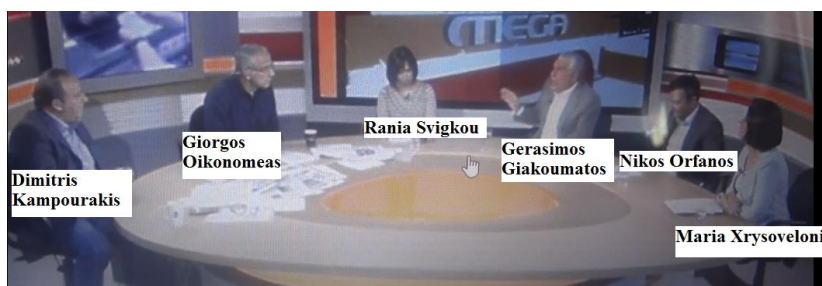 MEGA
Rania Svigkou
Giorgos
Oikonomeas
Gerasimos
Giakoumatos
Nikos Orfanos
Dimitris
Kampourakis
Maria Xrysoveloni